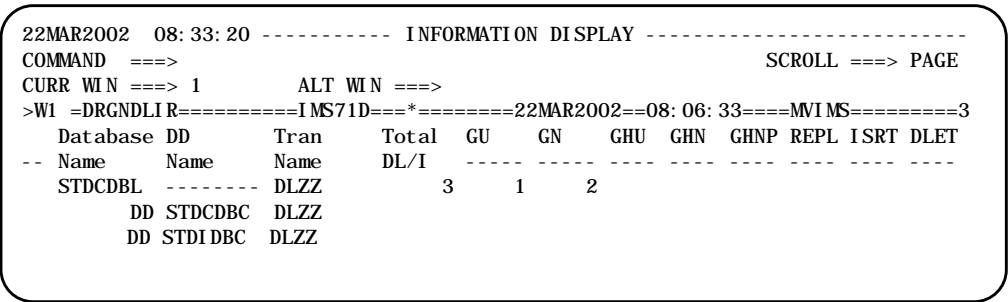 22MAR2002  08:33:20 ----------- INFORMATION DISPLAY ----------------------------
COMMAND  ===>                                                 SCROLL ===> PAGE
CURR WIN ===> 1         ALT WIN ===>
>W1 =DRGNDLIR==========IMS71D===*========22MAR2002==08:06:33====MVIMS=========3
   Database DD       Tran     Total  GU    GN    GHU  GHN  GHNP REPL ISRT DLET
-- Name     Name     Name     DL/I  ----- ----- ---- ---- ---- ---- ---- ----
   STDCDBL  -------- DLZZ         3     1     2
         DD STDCDBC  DLZZ
         DD STDIDBC  DLZZ